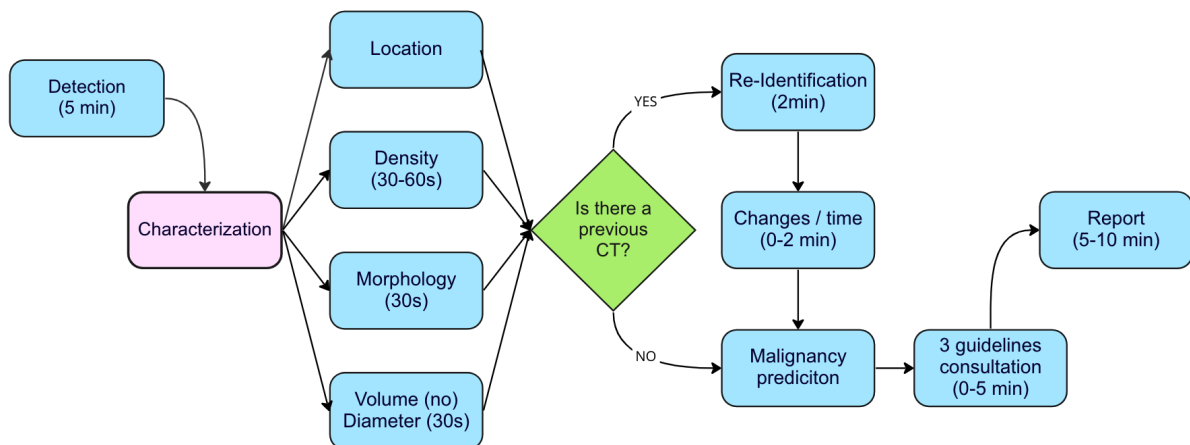 Detection
(5 min)
Characterization
Location
Density
(30-60s)
Morphology
(30s)
Volume (no)
Diameter (30s)
Is there a
previous
CT?
YES
Re-Identification
(2min)
Changes / time
(0-2 min)
NO
Malignancy
prediciton
3 guidelines
consultation
(0-5 min)
Report
(5-10 min)